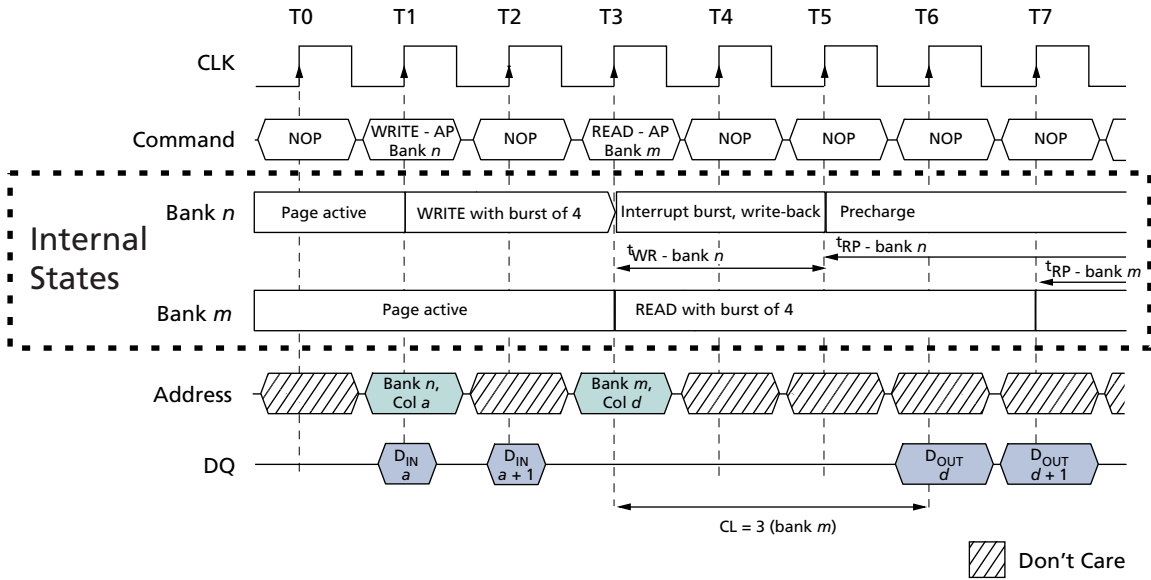 T0 T1 T2 T3 T4 T5 T6 T7
CLK
Command
NOP
WRITE - AP
Bank n
NOP
READ - AP
Bank m
NOP
NOP
NOP
NOP
Internal
States
Bank n
Page active
WRITE with burst of 4
Interrupt burst, write-back
Precharge
tWR - bank n
tRP - bank n
tRP - bank m
Bank m
Page active
READ with burst of 4
Address
Bank n,
Col a
Bank m,
Col d
DQ
DIN
a
DIN
a + 1
DOUT
d
DOUT
d + 1
CL = 3 (bank m)
Don't Care